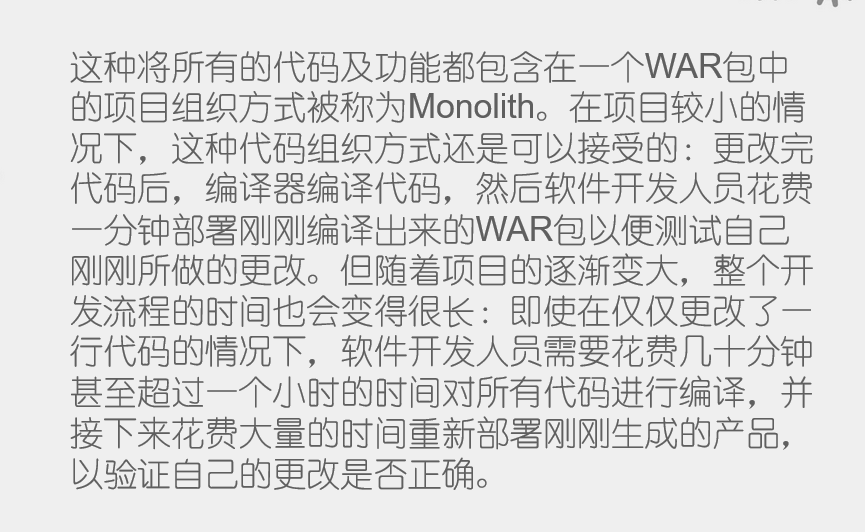 这种将所有的代码及功能都包含在一个WAR包中
的项目组织方式被称为Monolith。在项目较小的情
况下，这种代码组织方式还是可以接受的：更改完
代码后，编译器编译代码，然后软件开发人员花费
一分钟部署刚刚编译出来的WAR包以便测试自己
刚刚所做的更改。但随着项目的逐渐变大，整个开
发流程的时间也会变得很长：即使在仅仅更改了一
行代码的情况下，软件开发人员需要花费几十分钟
甚至超过一个小时的时间对所有代码进行编译，并
接下来花费大量的时间重新部署刚刚生成的产品，
以验证自己的更改是否正确。